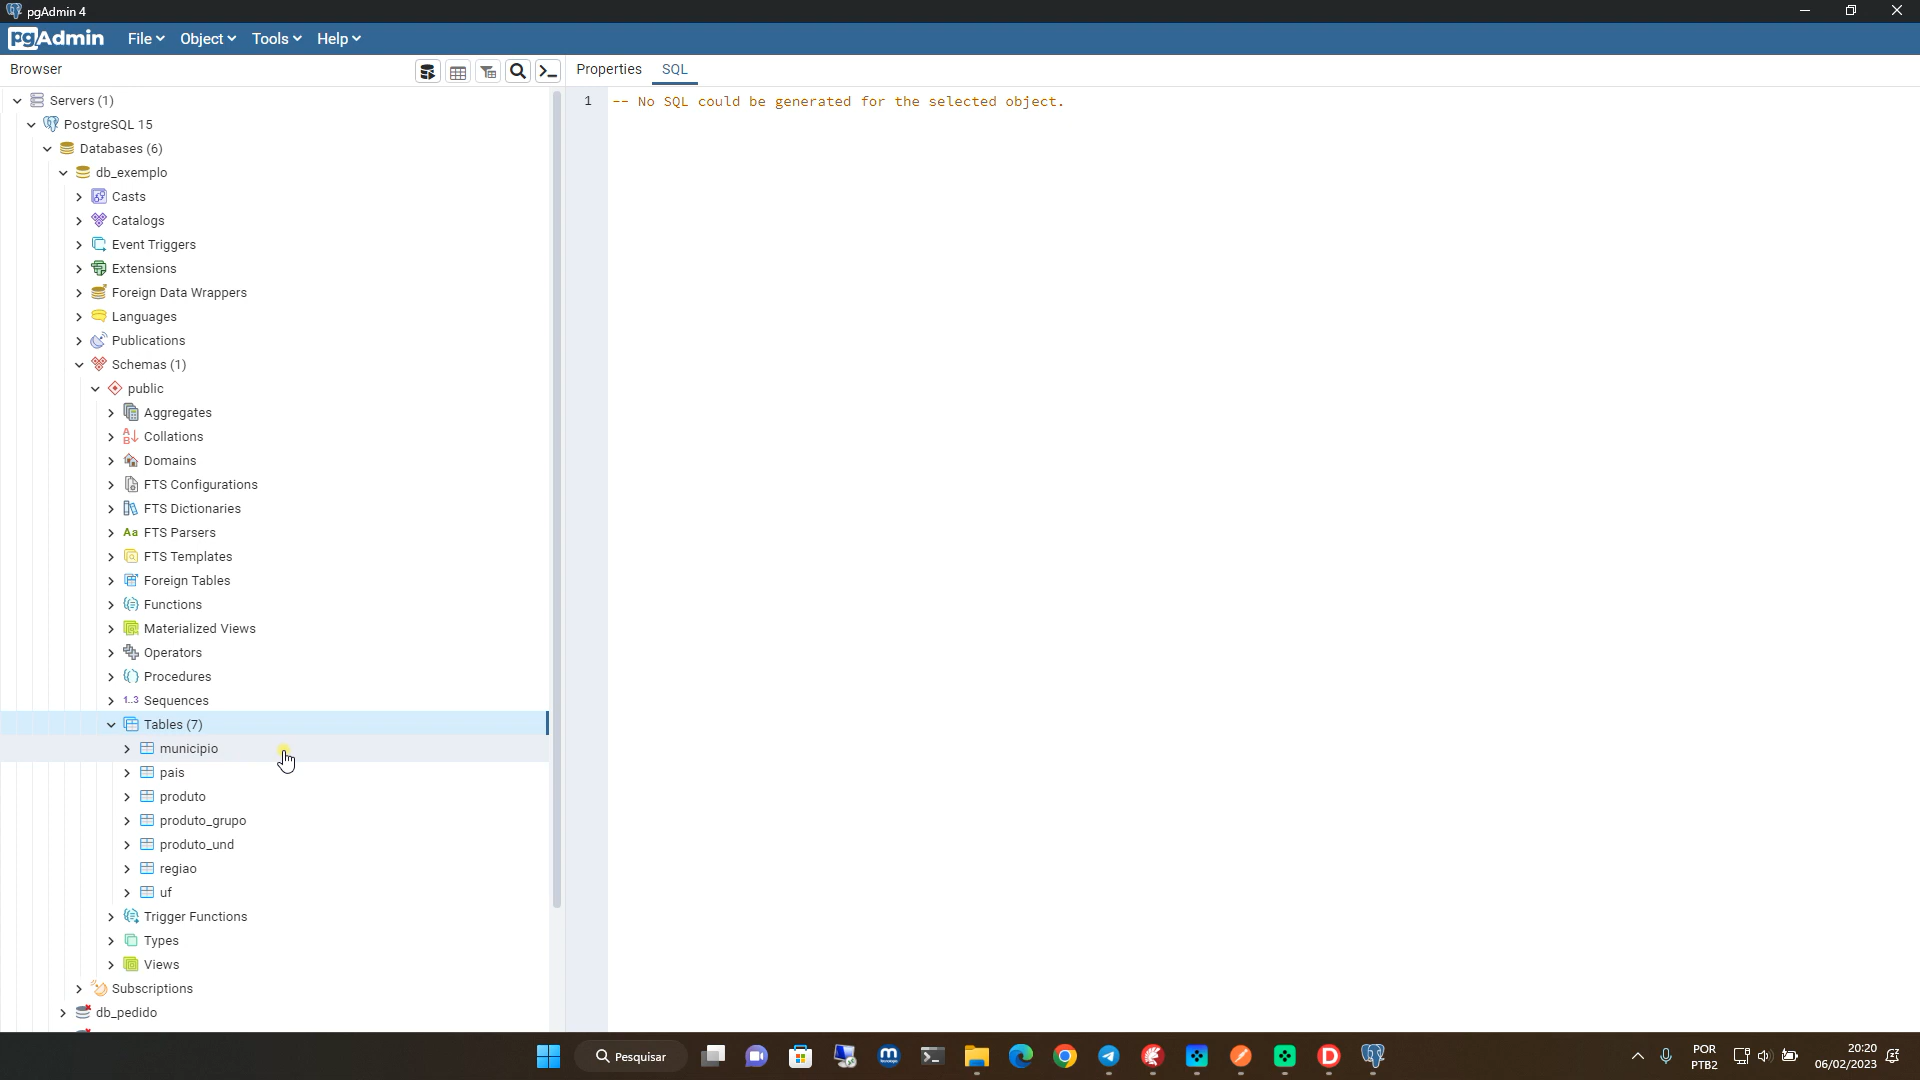 pgAdmin 4
pgAdmin File Object Tools Help
Browser
Properties SQL
1 -- No SQL could be generated for the selected object.
Servers (1)
PostgreSQL 15
Databases (6)
db_exemplo
Casts
Catalogs
Event Triggers
Extensions
Foreign Data Wrappers
Languages
Publications
Schemas (1)
public
Aggregates
Collations
Domains
FTS Configurations
FTS Dictionaries
Aa FTS Parsers
FTS Templates
Foreign Tables
Functions
Materialized Views
Operators
Procedures
1..3 Sequences
Tables (7)
municipio
pais
produto
produto_grupo
produto_und
regiao
uf
Trigger Functions
Types
Views
Subscriptions
db_pedido
Pesquisar
POR
PTB2
20:20
06/02/2023